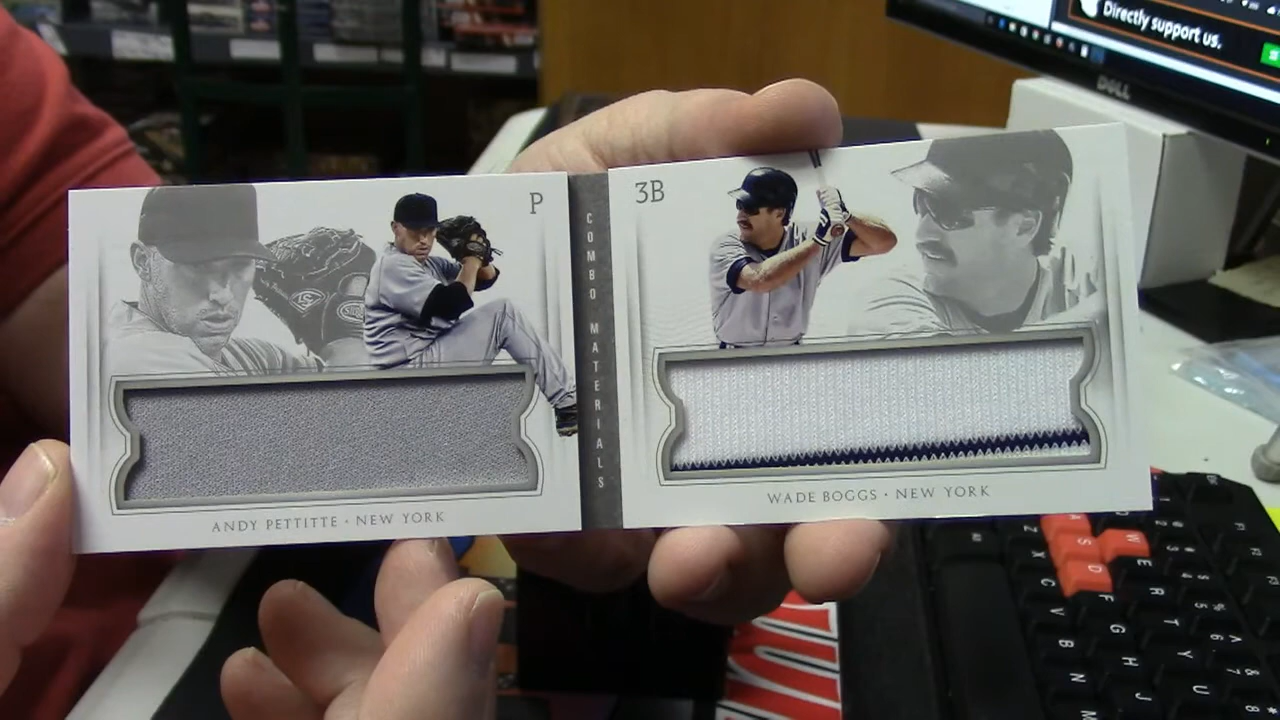 Directly support us.
DELL
P
3B
COMBO MATERIALS
ANDY PETTITTE · NEW YORK
WADE BOGGS · NEW YORK
A
W
S
D
E
Z
X
C
F
R
V
G
B
H
N
J
U
M